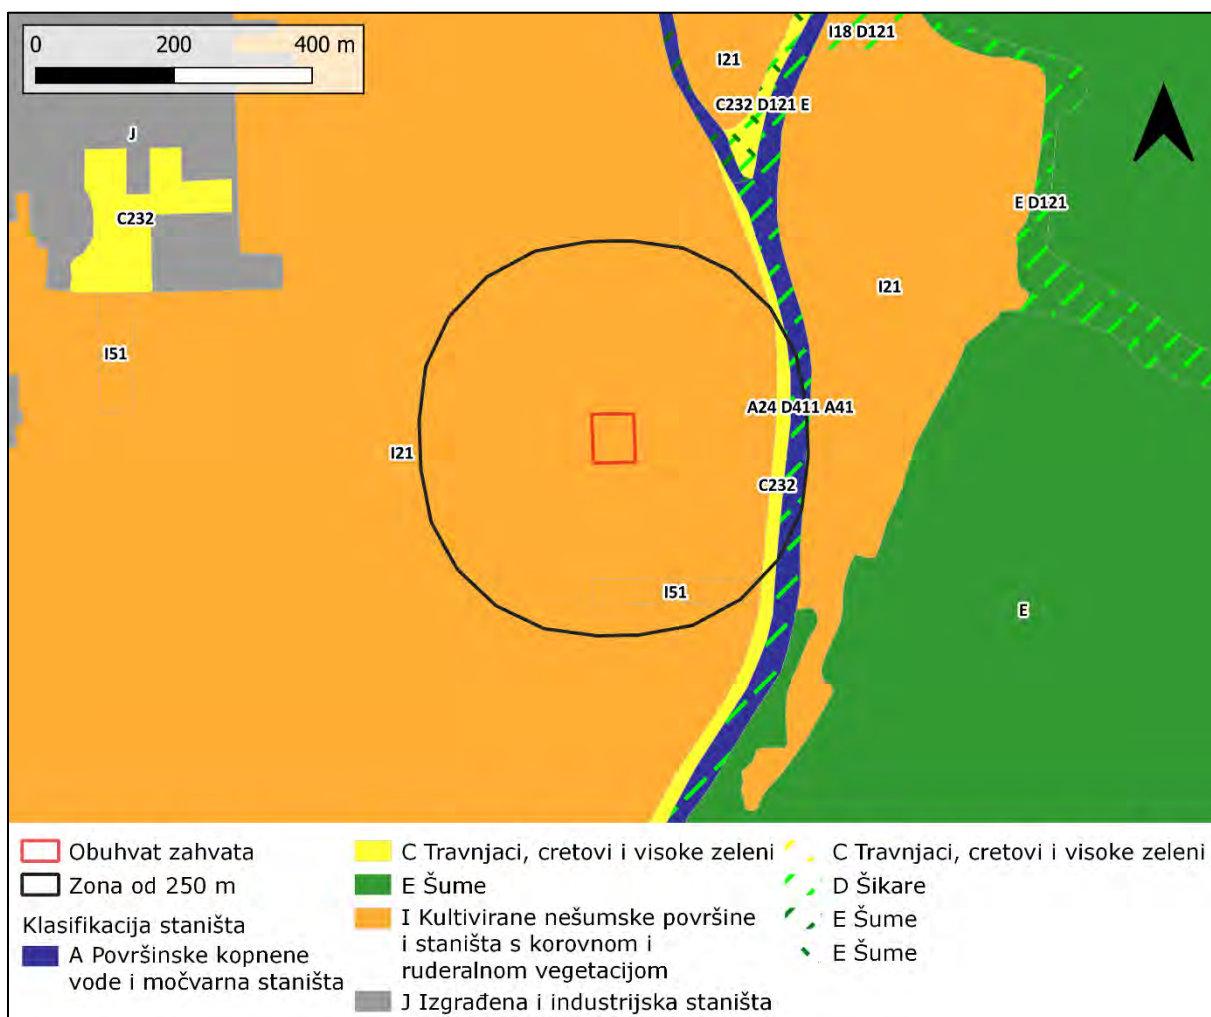 0 200 400 m
I18 D121
I21
C232 D121 E
J
E D121
C232
I21
I51
A24 D411 A41
I21
C232
I51
E
Obuhvat zahvata
Zona od 250 m
Klasifikacija staništa
A Površinske kopnene
vode i močvarna staništa
C Travnjaci, cretovi i visoke zeleni
E Šume
I Kultivirane nešumske površine
i staništa s korovnom i
ruderalnom vegetacijom
J Izgrađena i industrijska staništa
C Travnjaci, cretovi i visoke zeleni
D Šikare
E Šume
E Šume